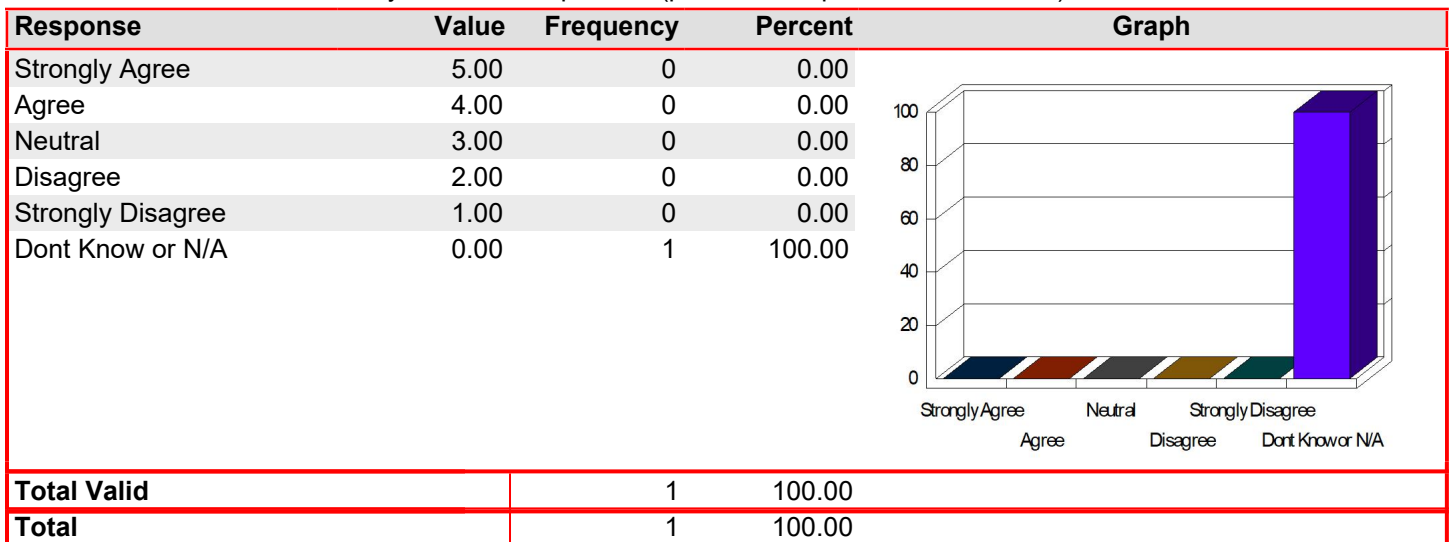 Response Value Frequency Percent Graph
Strongly Agree 5.00 0 0.00
Agree 4.00 0 0.00
Neutral 3.00 0 0.00
Disagree 2.00 0 0.00
Strongly Disagree 1.00 0 0.00
Dont Know or N/A 0.00 1 100.00
100
80
60
40
20
0
Strongly Agree Neutral Strongly Disagree
Agree Disagree Dont Know or N/A
Total Valid 1 100.00
Total 1 100.00